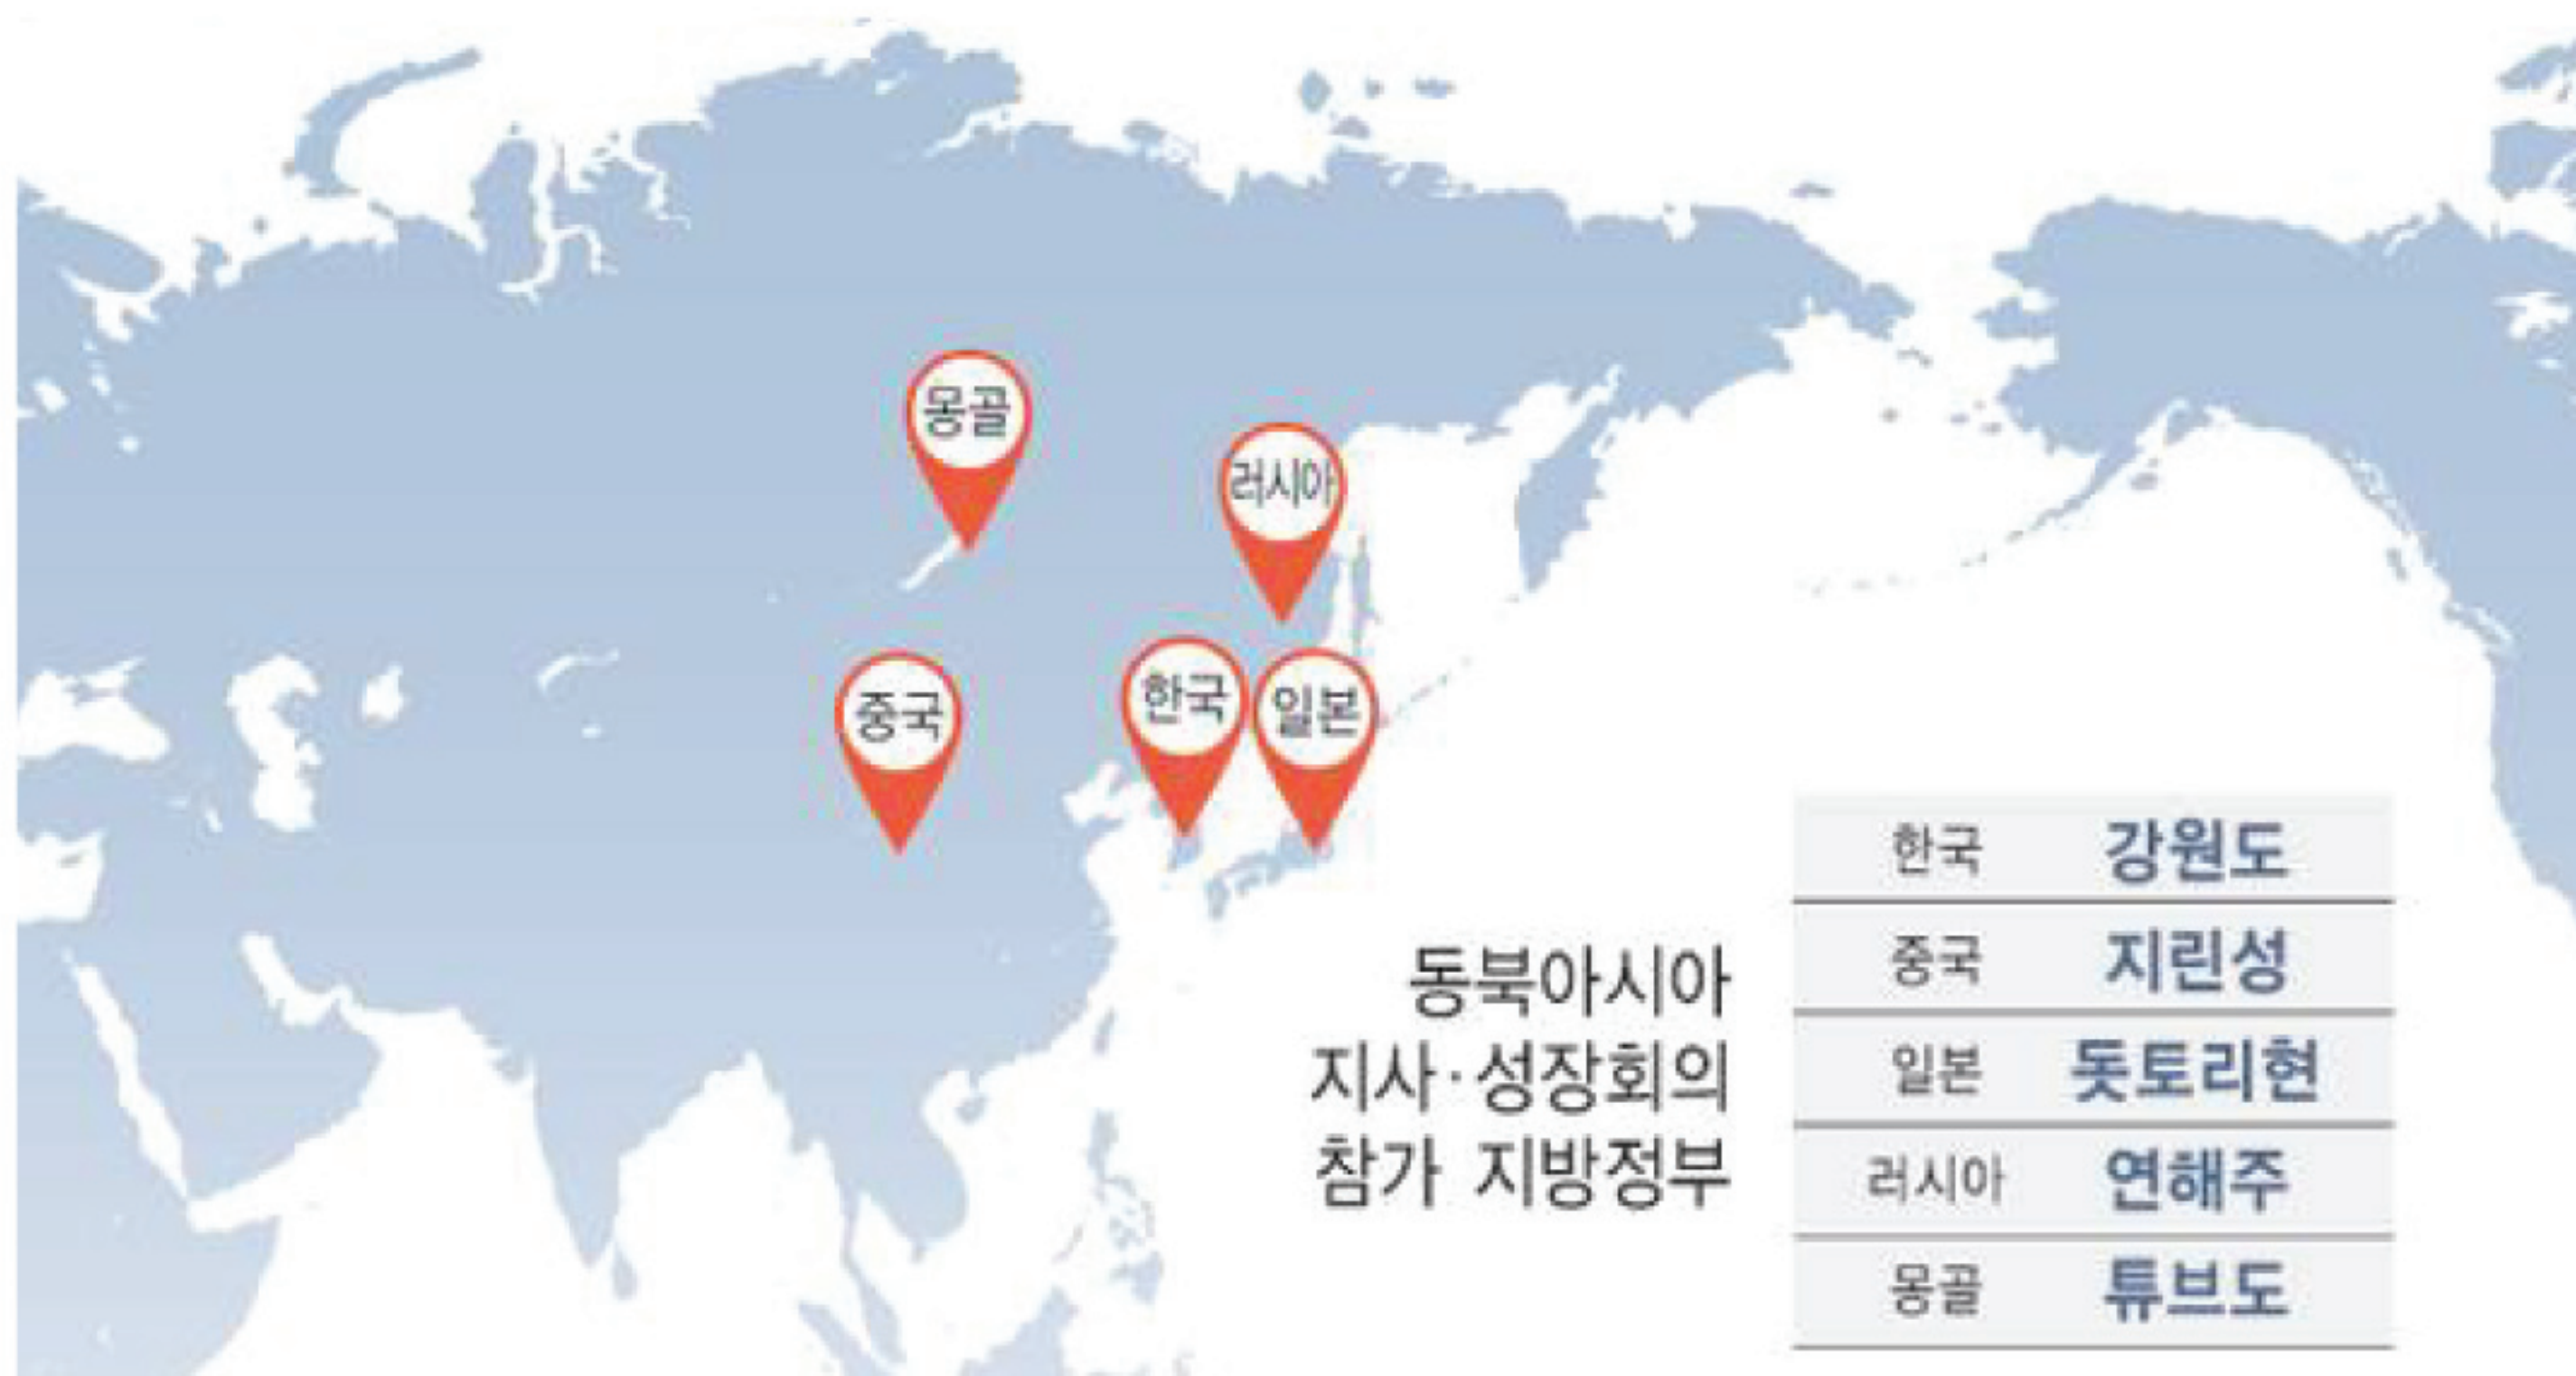 몽골
러시아
중국
한국
일본
동북아시아
지사·성장회의
참가 지방정부
한국 강원도
중국 지린성
일본 돗토리현
러시아 연해주
몽골 튜브도